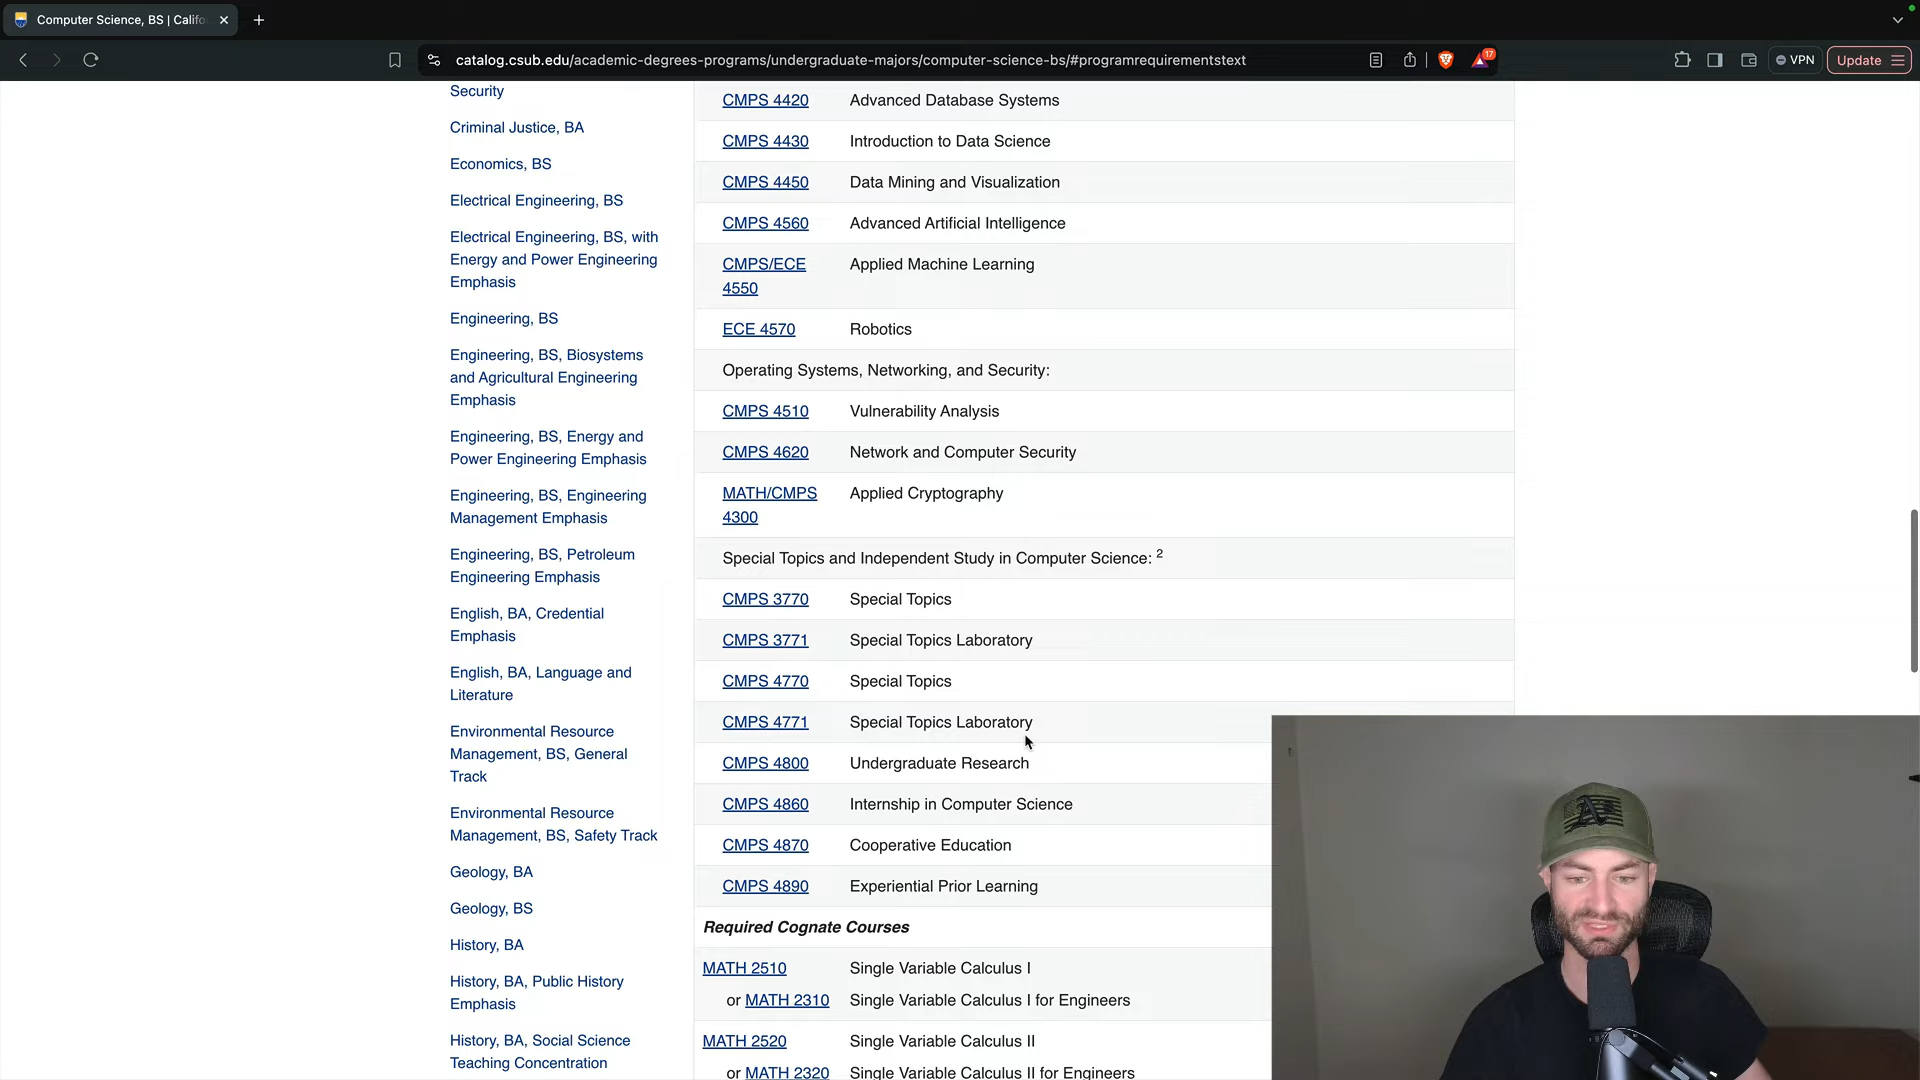 Computer Science, BS | Califo
catalog.csub.edu/academic-degrees-programs/undergraduate-majors/computer-science-bs/#programrequirementstext
17
VPN
Update
Security
Criminal Justice, BA
Economics, BS
Electrical Engineering, BS
Electrical Engineering, BS, with
Energy and Power Engineering
Emphasis
Engineering, BS
Engineering, BS, Biosystems
and Agricultural Engineering
Emphasis
Engineering, BS, Energy and
Power Engineering Emphasis
Engineering, BS, Engineering
Management Emphasis
Engineering, BS, Petroleum
Engineering Emphasis
English, BA, Credential
Emphasis
English, BA, Language and
Literature
Environmental Resource
Management, BS, General
Track
Environmental Resource
Management, BS, Safety Track
Geology, BA
Geology, BS
History, BA
History, BA, Public History
Emphasis
History, BA, Social Science
Teaching Concentration
CMPS 4420 Advanced Database Systems
CMPS 4430 Introduction to Data Science
CMPS 4450 Data Mining and Visualization
CMPS 4560 Advanced Artificial Intelligence
CMPS/ECE Applied Machine Learning
4550
ECE 4570 Robotics
Operating Systems, Networking, and Security:
CMPS 4510 Vulnerability Analysis
CMPS 4620 Network and Computer Security
MATH/CMPS Applied Cryptography
4300
Special Topics and Independent Study in Computer Science: 2
CMPS 3770 Special Topics
CMPS 3771 Special Topics Laboratory
CMPS 4770 Special Topics
CMPS 4771 Special Topics Laboratory
CMPS 4800 Undergraduate Research
CMPS 4860 Internship in Computer Science
CMPS 4870 Cooperative Education
CMPS 4890 Experiential Prior Learning
Required Cognate Courses
MATH 2510 Single Variable Calculus I
or MATH 2310 Single Variable Calculus I for Engineers
MATH 2520 Single Variable Calculus II
or MATH 2320 Single Variable Calculus II for Engineers